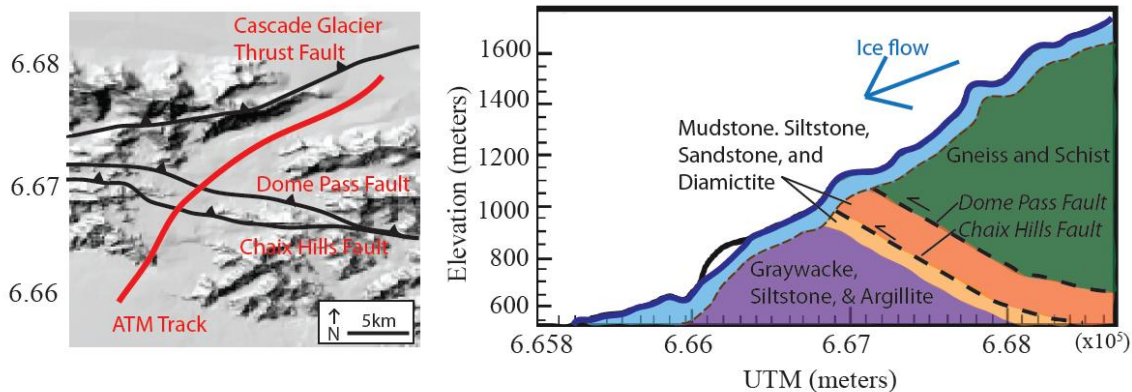 Cascade Glacier
Thrust Fault
6.68
6.67
6.66
Dome Pass Fault
Chaix Hills Fault
ATM Track
↑
N
5km
Elevation (meters)
1600
1400
1200
1000
800
600
Ice flow
Mudstone. Siltstone,
Sandstone, and
Diamictite
Gneiss and Schist
Dome Pass Fault
Chaix Hills Fault
Graywacke,
Siltstone, & Argillite
6.658
6.66
6.67
6.68
(x10⁵)
UTM (meters)